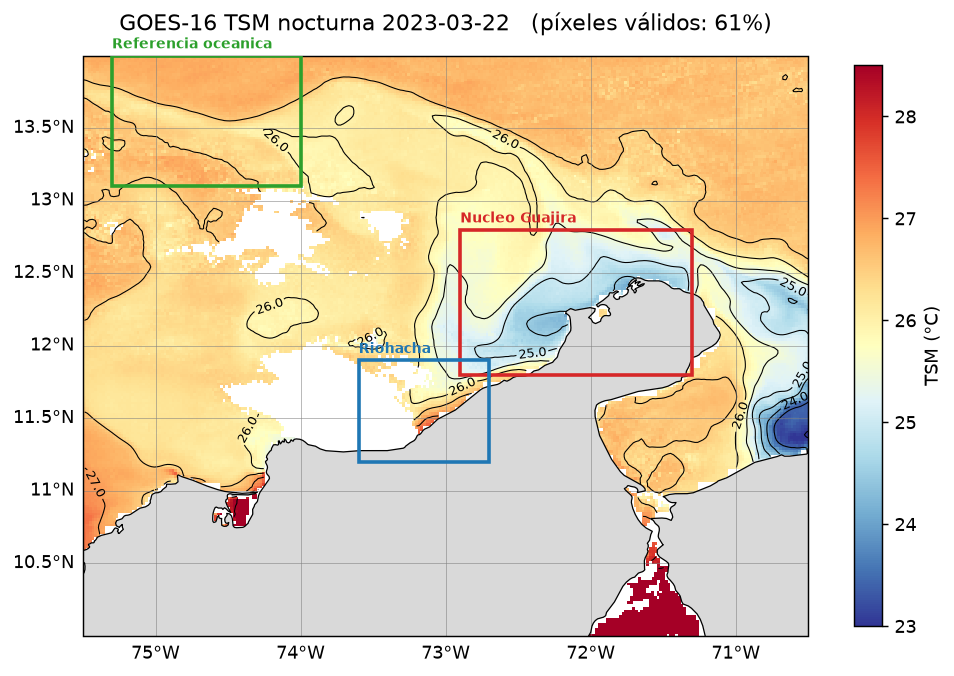 GOES-16 TSM nocturna 2023-03-22   (píxeles válidos: 61%)
Referencia oceanica
Nucleo Guajira
Riohacha
26.0
26.0
26.0
26.0
26.0
26.0
26.0
25.0
25.0
25.0
24.0
27.0
13.5°N
13°N
12.5°N
12°N
11.5°N
11°N
10.5°N
75°W
74°W
73°W
72°W
71°W
28
27
26
25
24
23
TSM (°C)